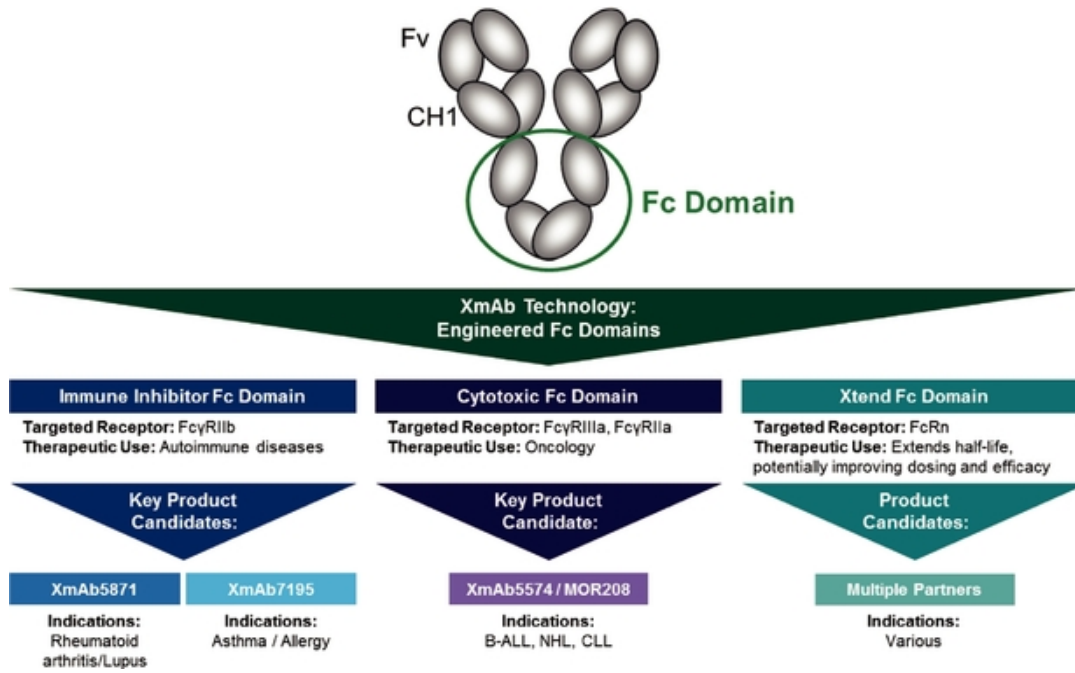 Fv
CH1
Fc Domain
XmAb Technology:
Engineered Fc Domains
Immune Inhibitor Fc Domain
Targeted Receptor: FcγRIIb
Therapeutic Use: Autoimmune diseases
Key Product
Candidates:
XmAb5871
Indications:
Rheumatoid
arthritis/Lupus
XmAb7195
Indications:
Asthma / Allergy
Cytotoxic Fc Domain
Targeted Receptor: FcγRIIIa, FcγRIIa
Therapeutic Use: Oncology
Key Product
Candidate:
XmAb5574 / MOR208
Indications:
B-ALL, NHL, CLL
Xtend Fc Domain
Targeted Receptor: FcRn
Therapeutic Use: Extends half-life,
potentially improving dosing and efficacy
Product
Candidates:
Multiple Partners
Indications:
Various